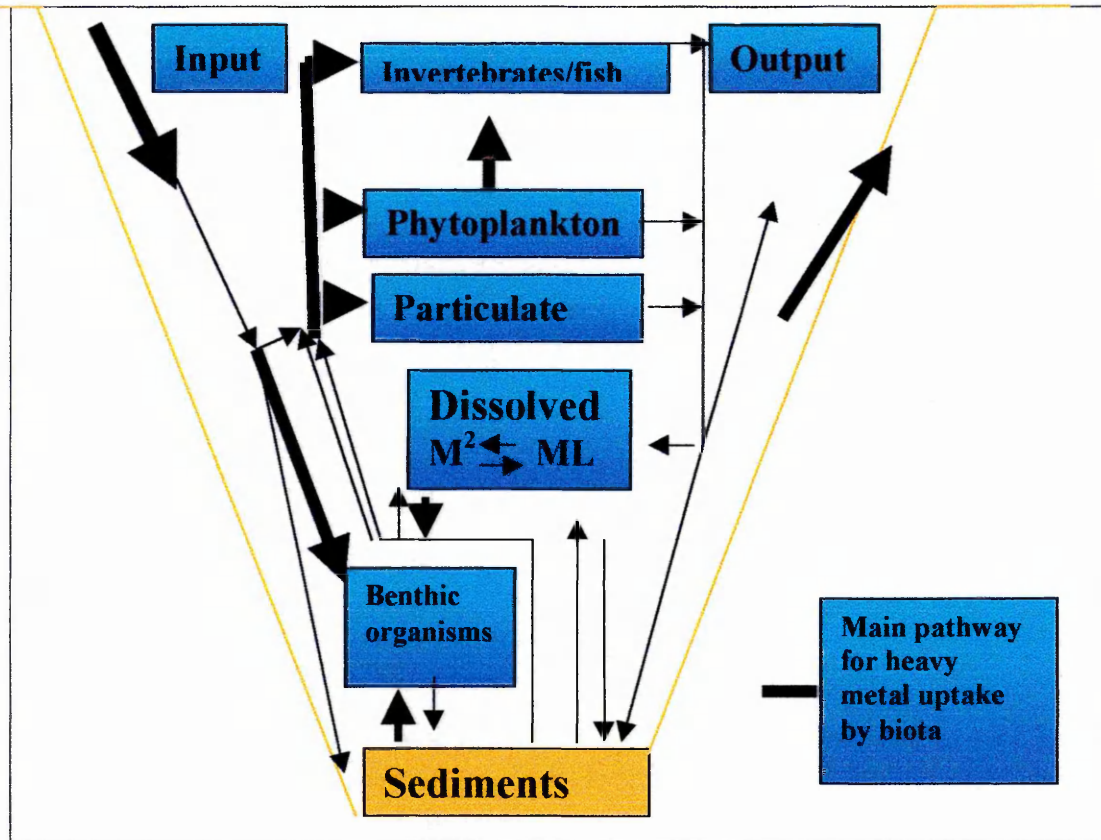 Input
Invertebrates/fish
Output
Phytoplankton
Particulate
Dissolved
M² ML
Benthic
organisms
Main pathway
for heavy
metal uptake
by biota
Sediments